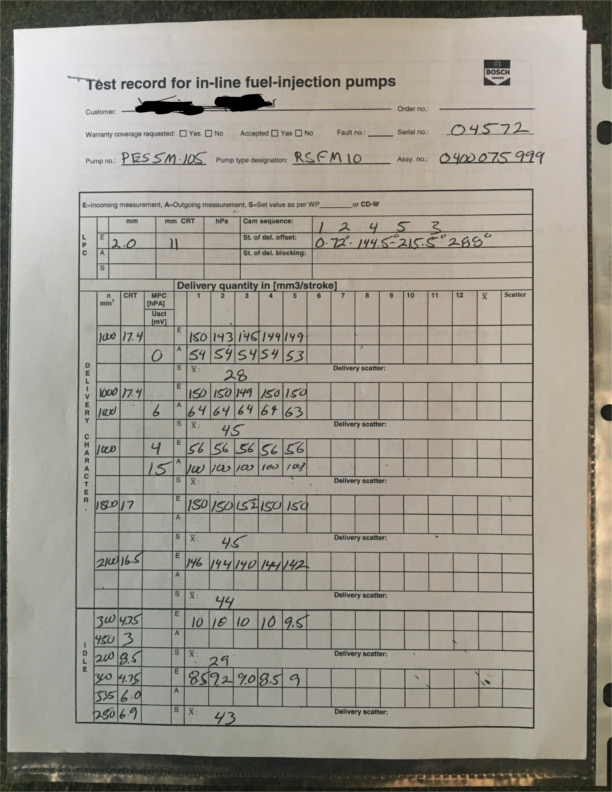 BOSCH
Test record for in-line fuel-injection pumps
Customer: Order no.:
Warranty coverage requested: Yes No Accepted Yes No Fault no.: Serial no.: 04572
Pump no.: PES5M-105 Pump type designation: RSFM10 Assy. no.: 0400075999
E–Incoming measurement, A–Outgoing measurement, S–Set value as per WP or CD-W
mm mm CRT hPa Cam sequence: 1 2 4 5 3
LPC E 2.0 11 St. of del. offset: 0-72°-144.5-215.5°288°
A St. of del. blocking:
S
Delivery quantity in [mm3/stroke]
n min CRT MPC [hPA] 1 2 3 4 5 6 7 8 9 10 11 12 X Scatter
Uact [mV]
DELIVERY CHARACTER.
1000 17.4 E 150 143 145 144 149
0 A 54 54 54 54 53
S X: 28 Delivery scatter:
1000 17.4 E 150 150 149 150 150
1000 6 A 64 64 64 64 63
S X: 45 Delivery scatter:
1000 4 E 56 56 56 56 56
15 A 100 100 100 100
S X: Delivery scatter:
1800 17 E 150 150 152 150 150
A
S X: 45 Delivery scatter:
2100 16.5 E 146 144 140 144 142
A
S X: 44 Delivery scatter:
IDLE
300 4.75 E 10 10 10 10 9.5
450 3 A
200 8.5 S X: 29 Delivery scatter:
300 4.75 E 8.5 9.2 9.0 8.5 9
335 6.0 A
250 6.9 S X: 43 Delivery scatter: